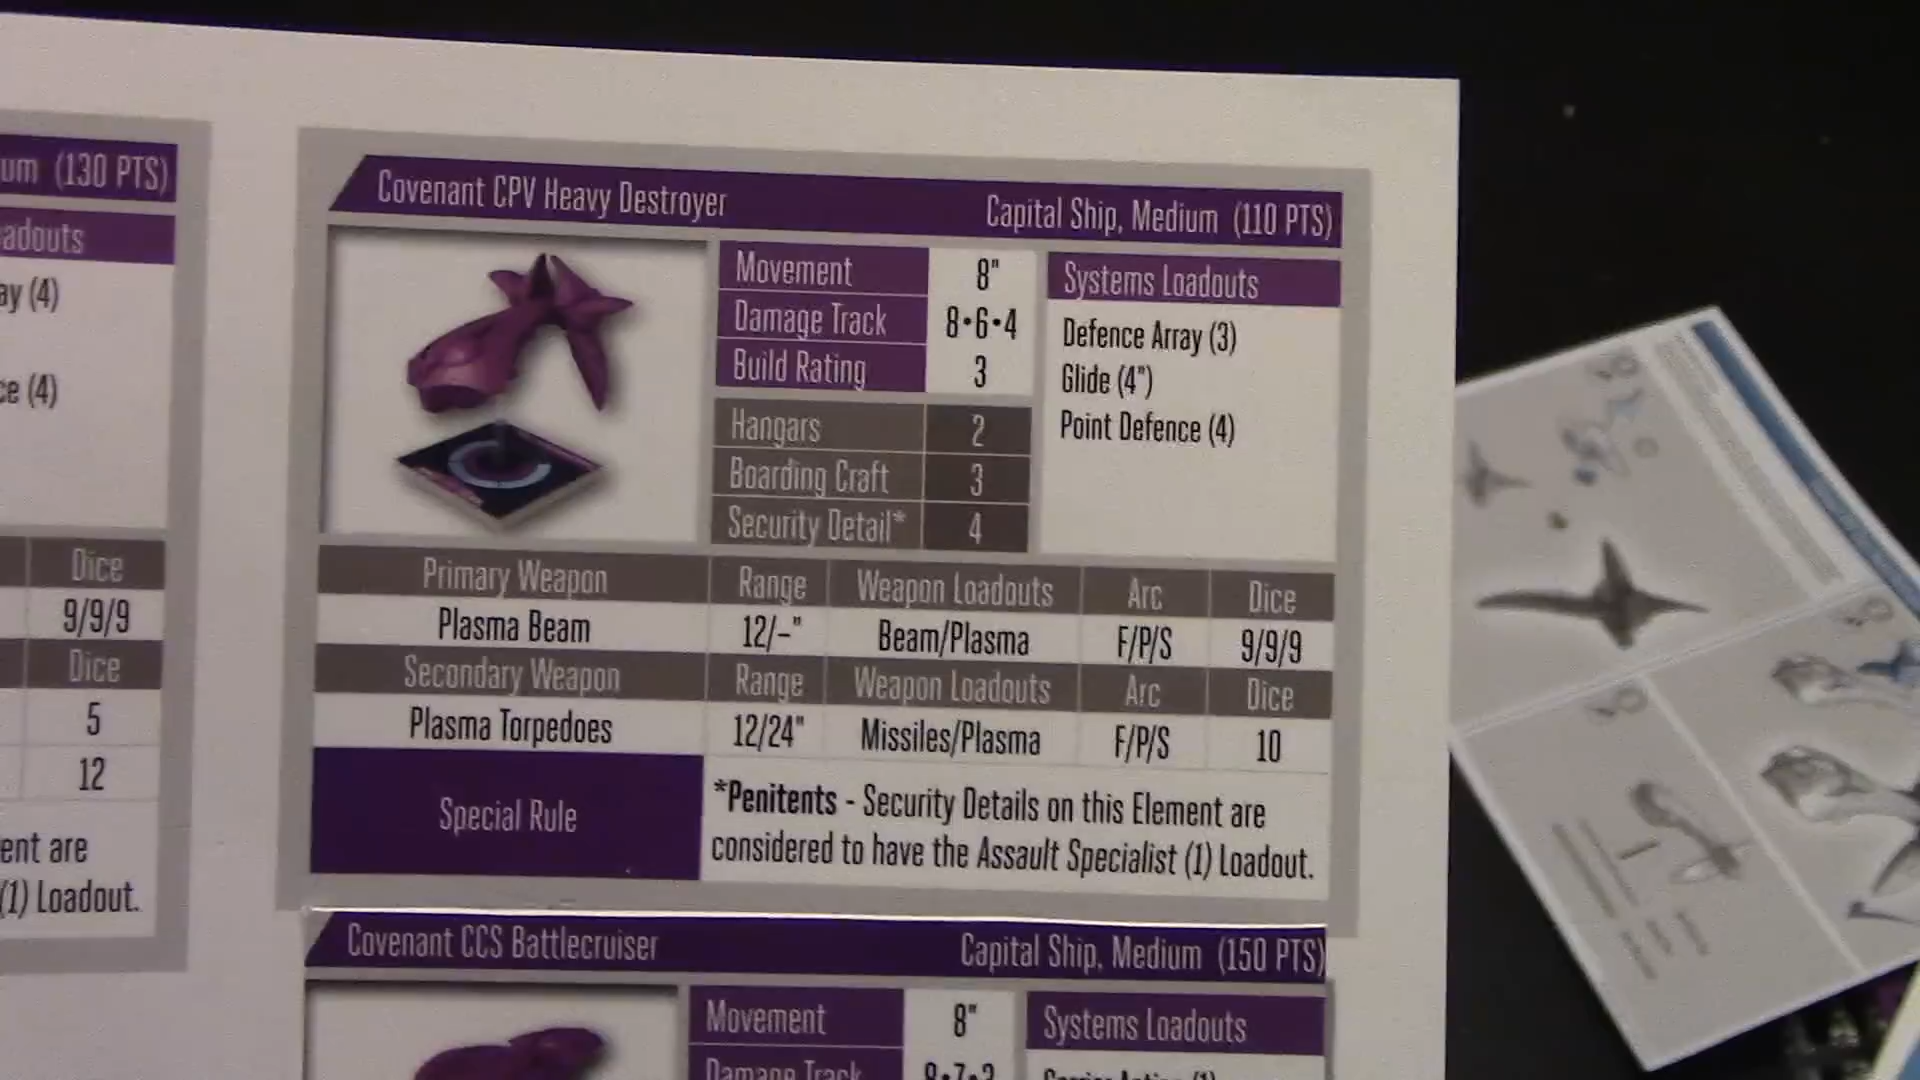 um (130 PTS)
adouts
ay (4)
ce (4)
Dice
9/9/9
Dice
5
12
ent are
(1) Loadout.
Covenant CPV Heavy Destroyer
Capital Ship, Medium (110 PTS)
Movement 8"
Damage Track 8•6•4
Build Rating 3
Hangars 2
Boarding Craft 3
Security Detail* 4
Systems Loadouts
Defence Array (3)
Glide (4")
Point Defence (4)
Primary Weapon Range Weapon Loadouts Arc Dice
Plasma Beam 12/–" Beam/Plasma F/P/S 9/9/9
Secondary Weapon Range Weapon Loadouts Arc Dice
Plasma Torpedoes 12/24" Missiles/Plasma F/P/S 10
Special Rule
*Penitents - Security Details on this Element are
considered to have the Assault Specialist (1) Loadout.
Covenant CCS Battlecruiser
Capital Ship, Medium (150 PTS)
Movement 8"
Damage Track
Systems Loadouts